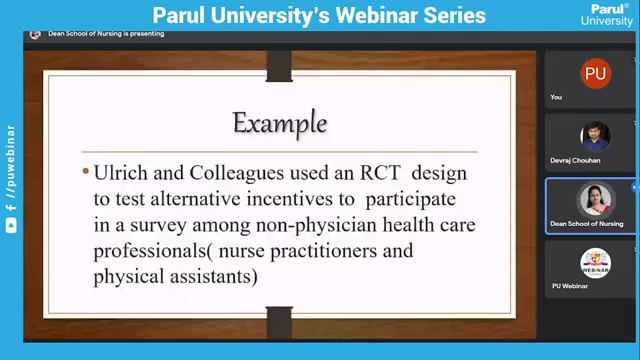 Parul University's Webinar Series
Parul®
University
Dean School of Nursing is presenting
/puwebinar
PU
You
Devraj Chouhan
Dean School of Nursing
WEBINAR
PU Webinar
Example
• Ulrich and Colleagues used an RCT design
to test alternative incentives to participate
in a survey among non-physician health care
professionals( nurse practitioners and
physical assistants)